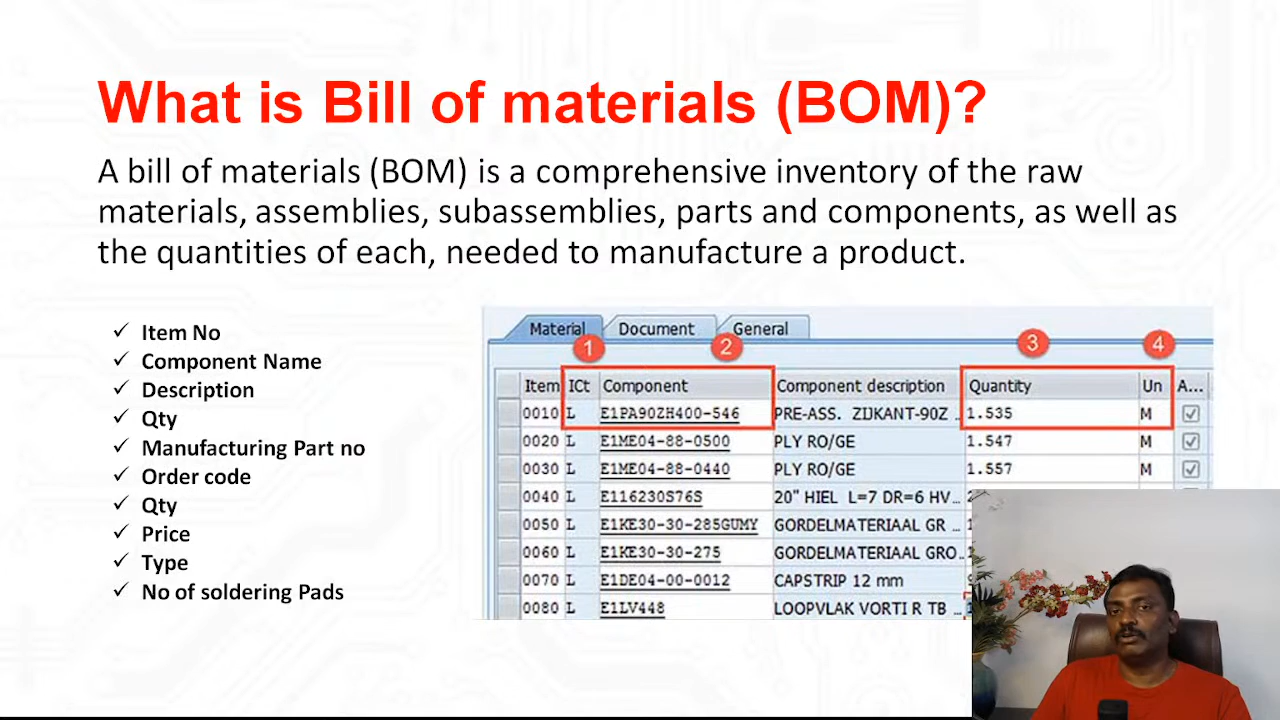 What is Bill of materials (BOM)?
A bill of materials (BOM) is a comprehensive inventory of the raw
materials, assemblies, subassemblies, parts and components, as well as
the quantities of each, needed to manufacture a product.
✓ Item No
✓ Component Name
✓ Description
✓ Qty
✓ Manufacturing Part no
✓ Order code
✓ Qty
✓ Price
✓ Type
✓ No of soldering Pads
Material Document General
1 2 3 4
Item ICt Component Component description Quantity Un A...
0010 L E1PA90ZH400-546 PRE-ASS. ZIJKANT-90Z ... 1.535 M
0020 L E1ME04-88-0500 PLY RO/GE 1.547 M
0030 L E1ME04-88-0440 PLY RO/GE 1.557 M
0040 L E116230S76S 20" HIEL L=7 DR=6 HV...
0050 L E1KE30-30-285GUMY GORDELMATERIAAL GR ...
0060 L E1KE30-30-275 GORDELMATERIAAL GRO...
0070 L E1DE04-00-0012 CAPSTRIP 12 mm
0080 L E1LV448 LOOPVLAK VORTI R TB ...